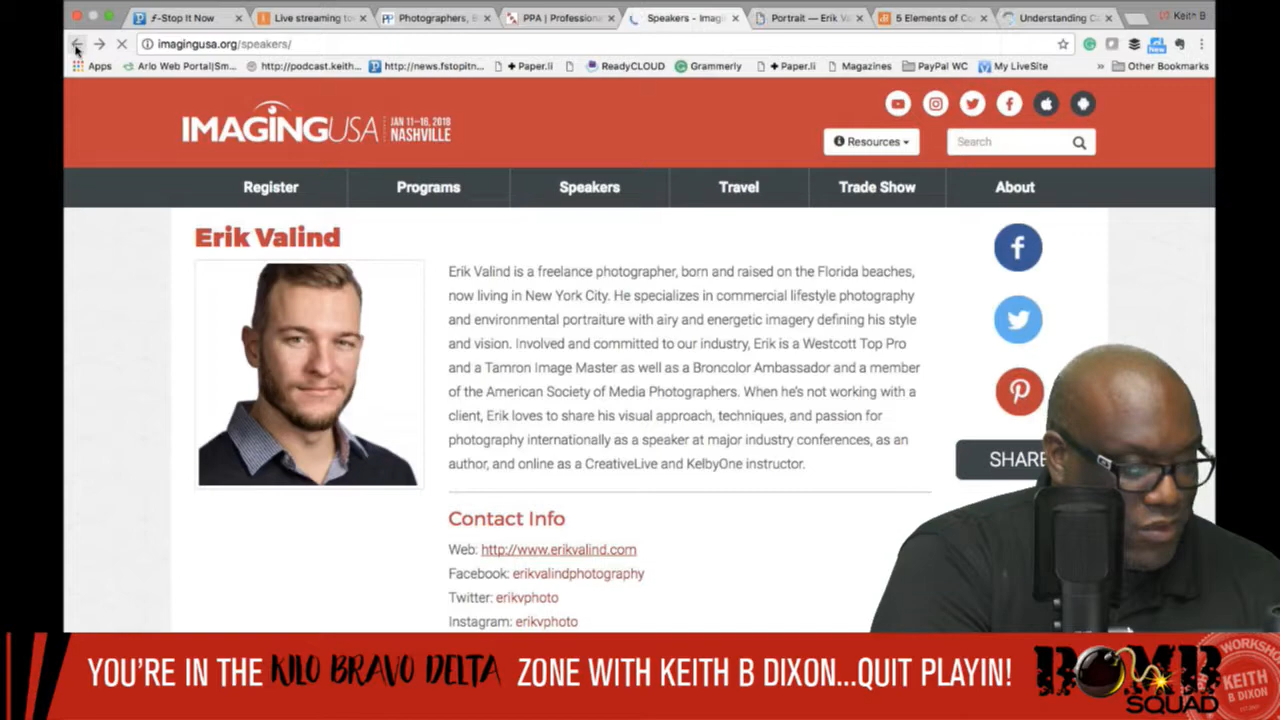 f-Stop It Now
Live streaming to
Photographers, B
PPA | Profession
Speakers - Imag
Portrait — Erik Va
5 Elements of Co
Understanding C
Keith B
imagingusa.org/speakers/
Apps
Arlo Web Portal|Sm...
http://podcast.keith...
http://news.fstopitn...
Paper.li
ReadyCLOUD
Grammerly
Paper.li
Magazines
PayPal WC
My LiveSite
»
Other Bookmarks
IMAGINGUSA
JAN 11–16, 2018
NASHVILLE
Resources
Search
Register
Programs
Speakers
Travel
Trade Show
About
Erik Valind
Erik Valind is a freelance photographer, born and raised on the Florida beaches,
now living in New York City. He specializes in commercial lifestyle photography
and environmental portraiture with airy and energetic imagery defining his style
and vision. Involved and committed to our industry, Erik is a Westcott Top Pro
and a Tamron Image Master as well as a Broncolor Ambassador and a member
of the American Society of Media Photographers. When he's not working with a
client, Erik loves to share his visual approach, techniques, and passion for
photography internationally as a speaker at major industry conferences, as an
author, and online as a CreativeLive and KelbyOne instructor.
SHARE
Contact Info
Web: http://www.erikvalind.com
Facebook: erikvalindphotography
Twitter: erikvphoto
Instagram: erikvphoto
YOU'RE IN THE KILO BRAVO DELTA ZONE WITH KEITH B DIXON...QUIT PLAYIN!
BOMB
SQUAD
WORKSHO
KEITH
B DIXON